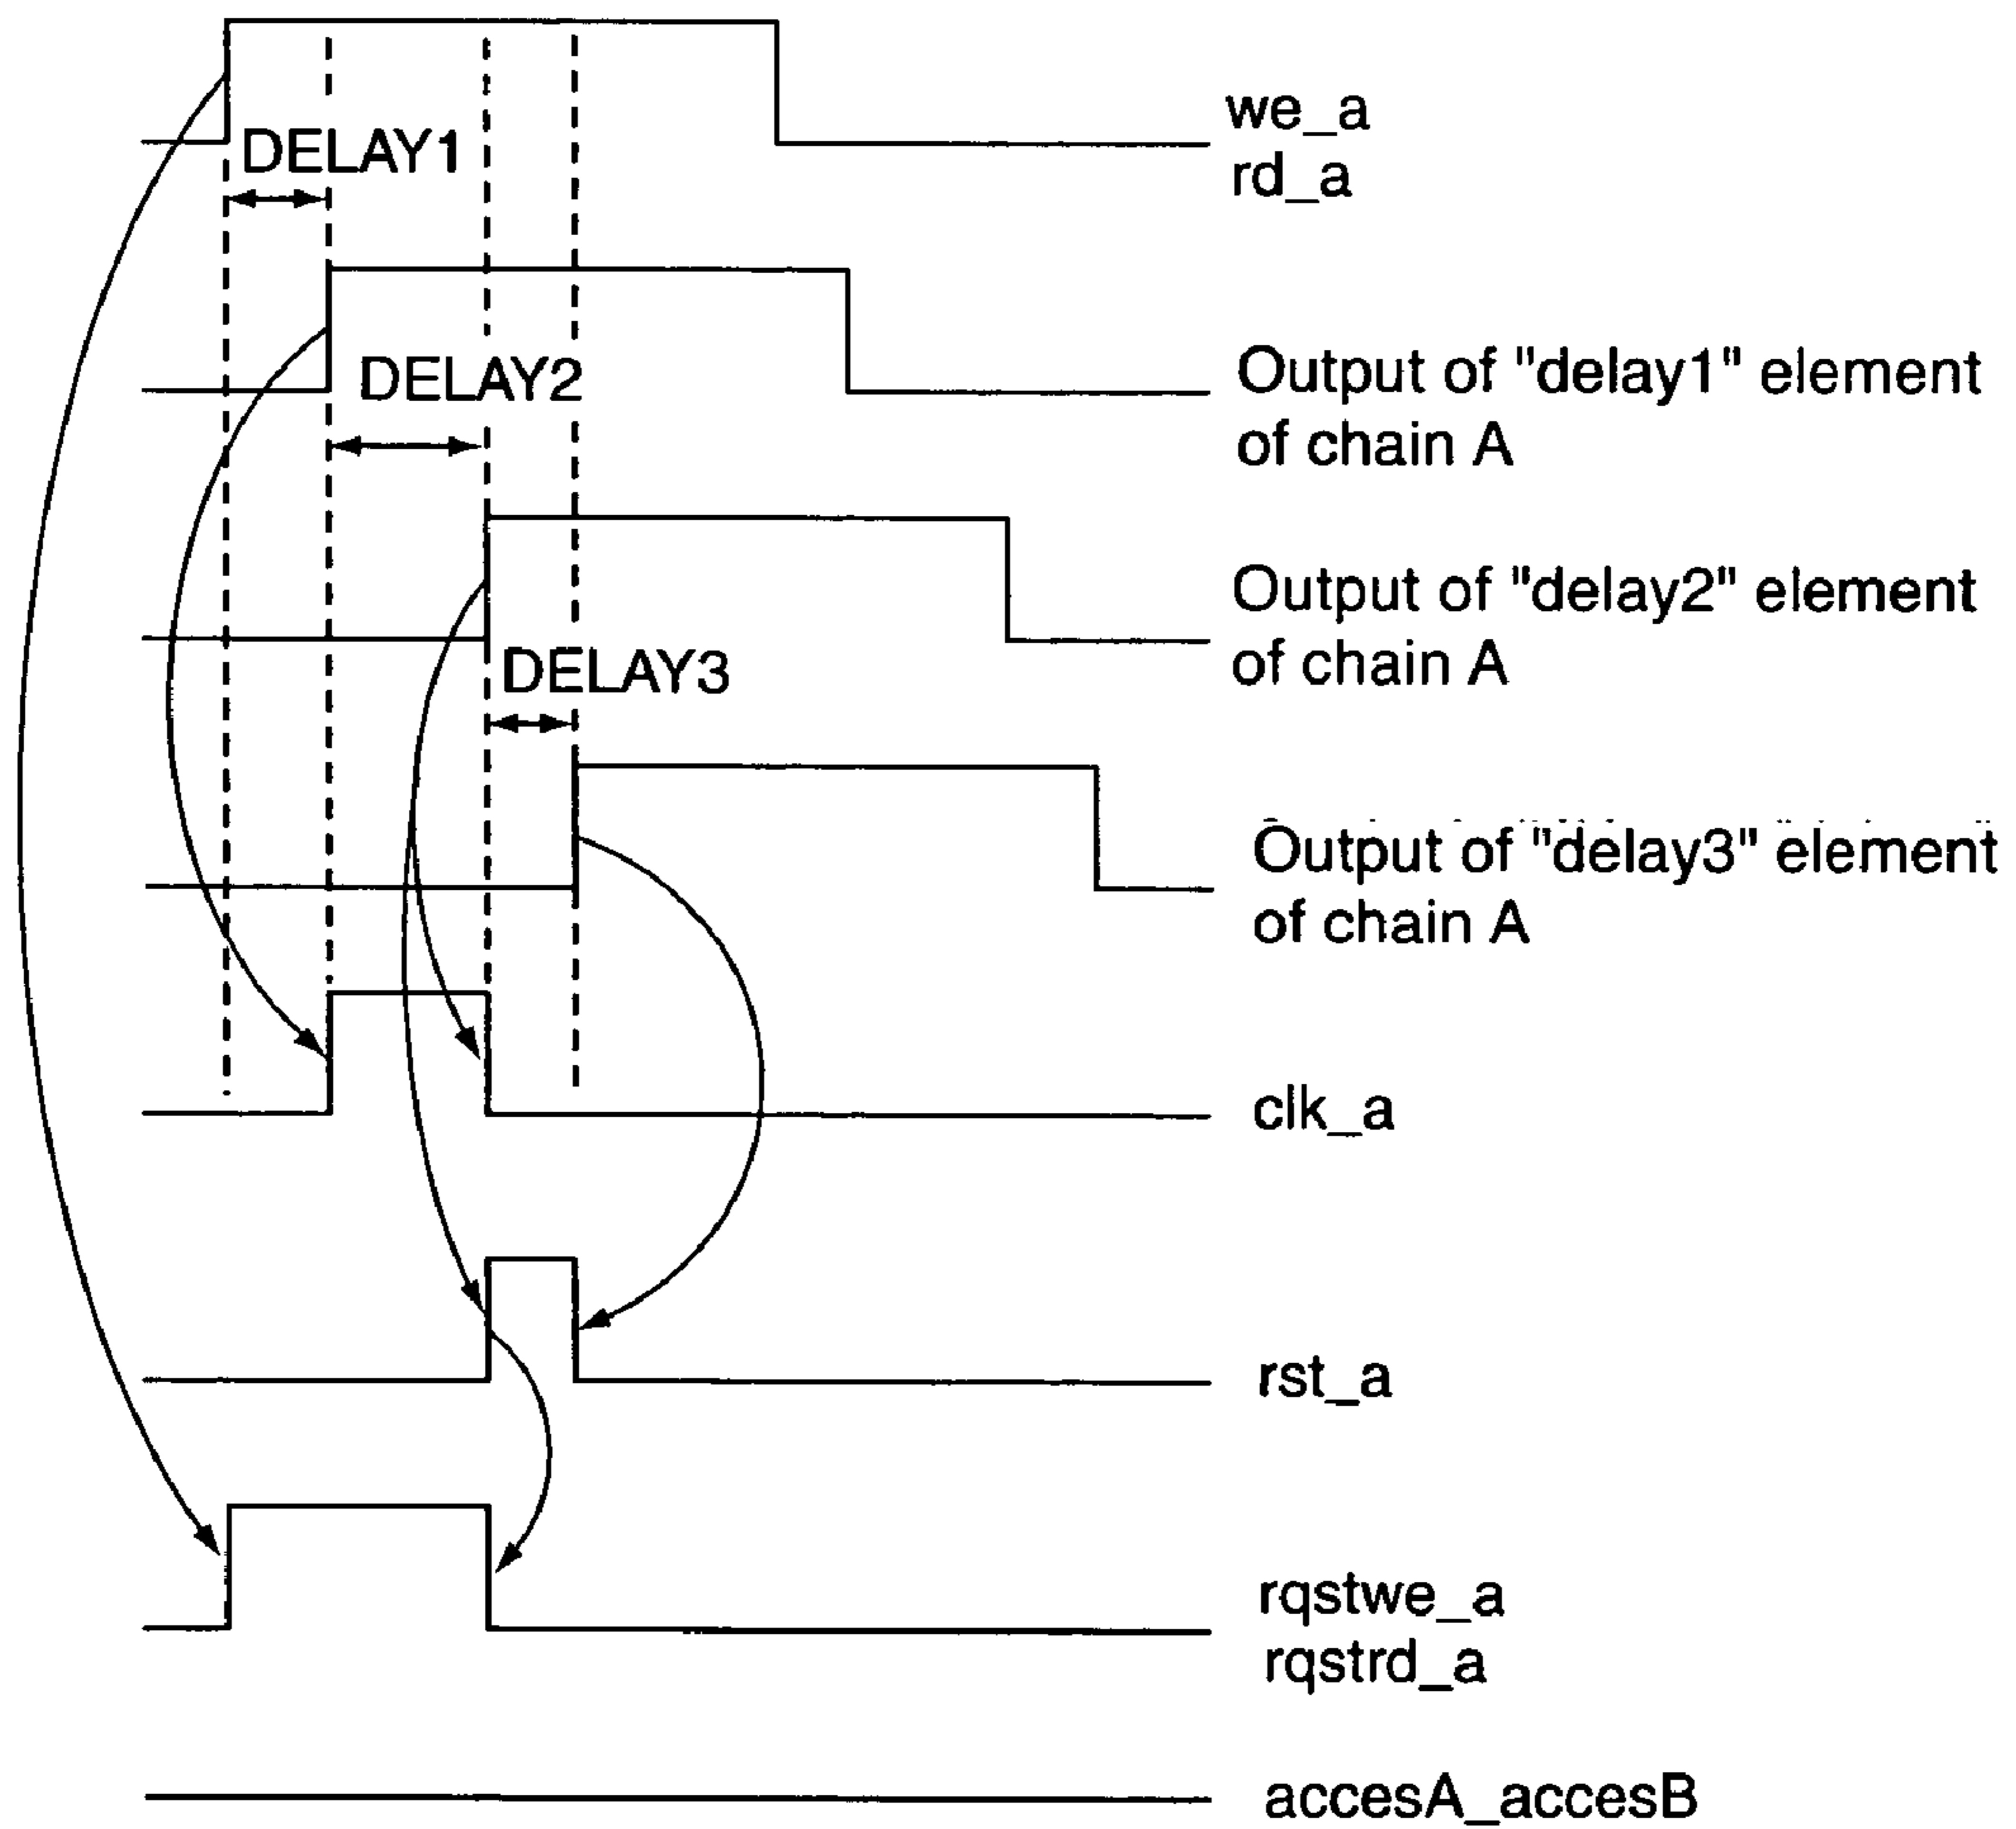 we_a
DELAY1
rd_a
Output of "delay1" element
DELAY2
of chain A
Output of "delay2" element
DELAY3
of chain A
Output of "delay3" element
of chain A
clk_a
rst_a
rqstwe_a
rqstrd_a
accesA_accesB